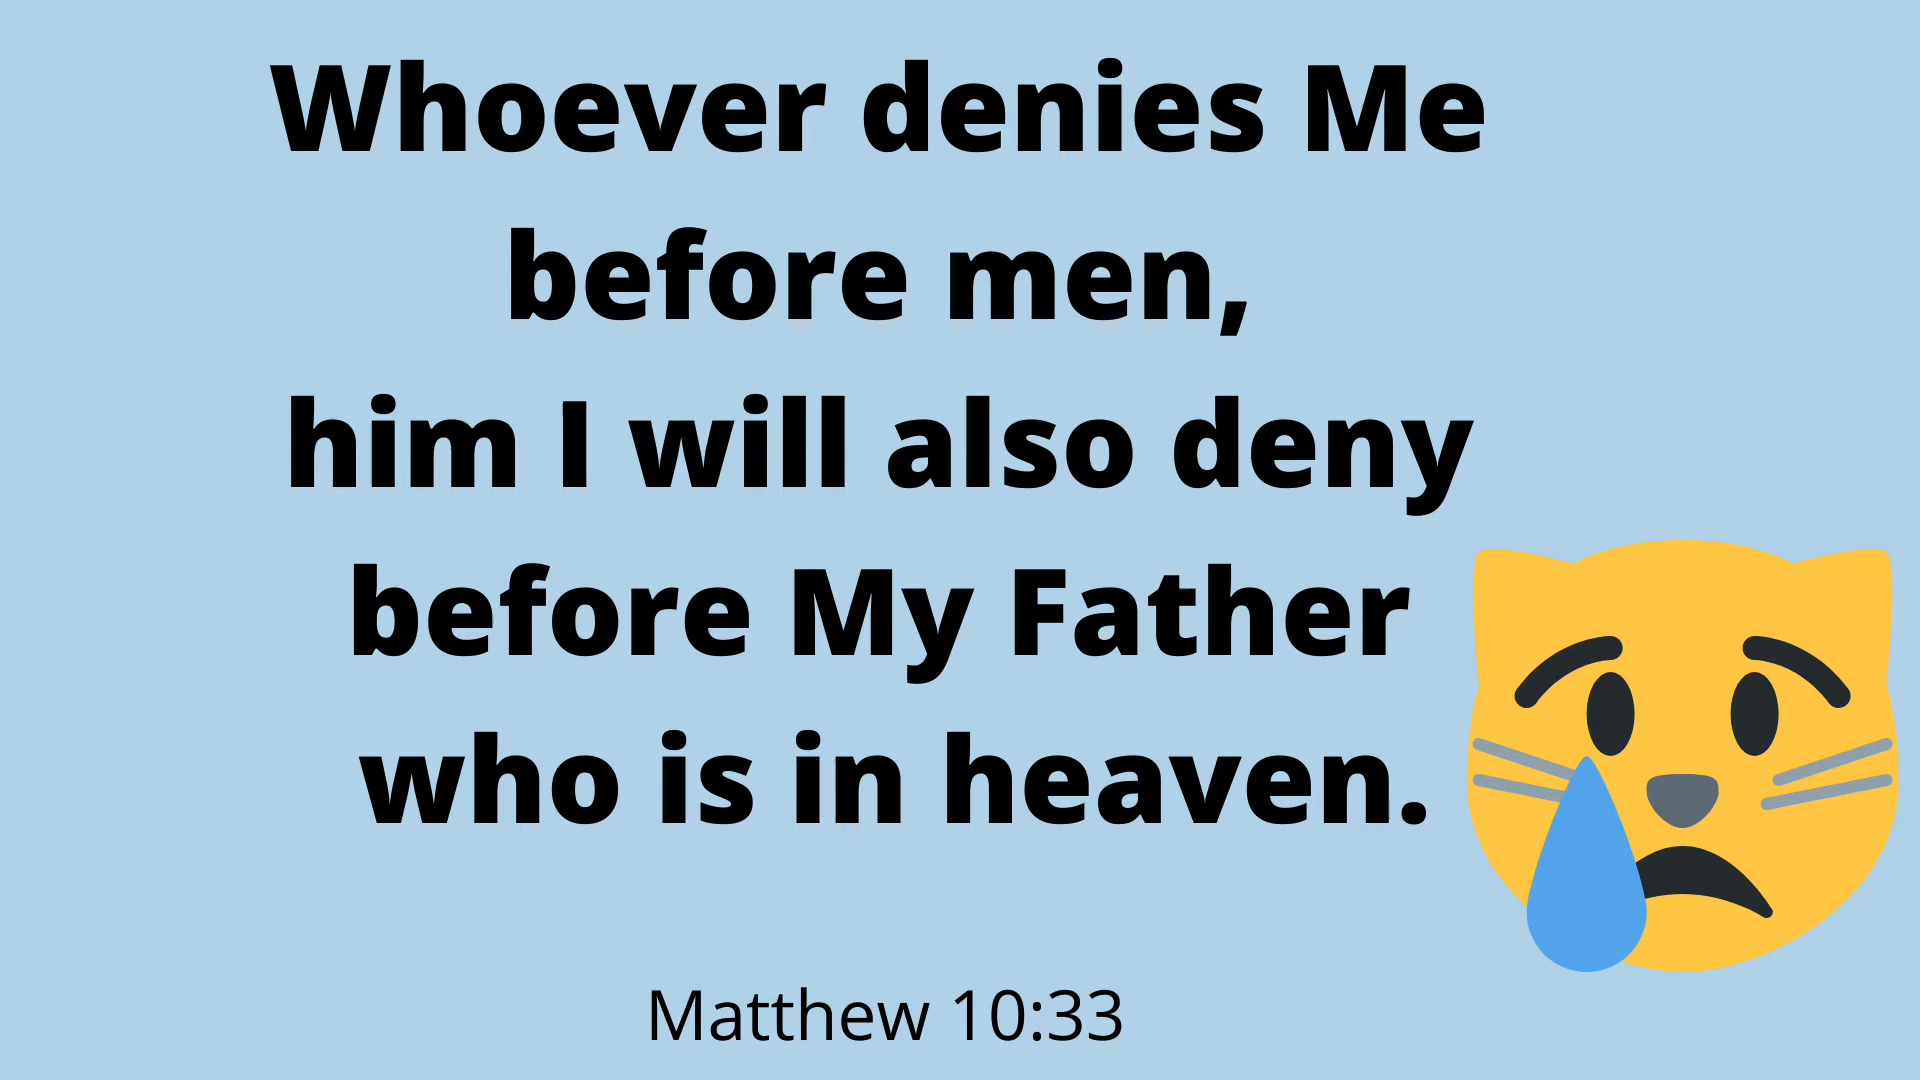 Whoever denies Me
before men,
him I will also deny
before My Father
who is in heaven.
Matthew 10:33